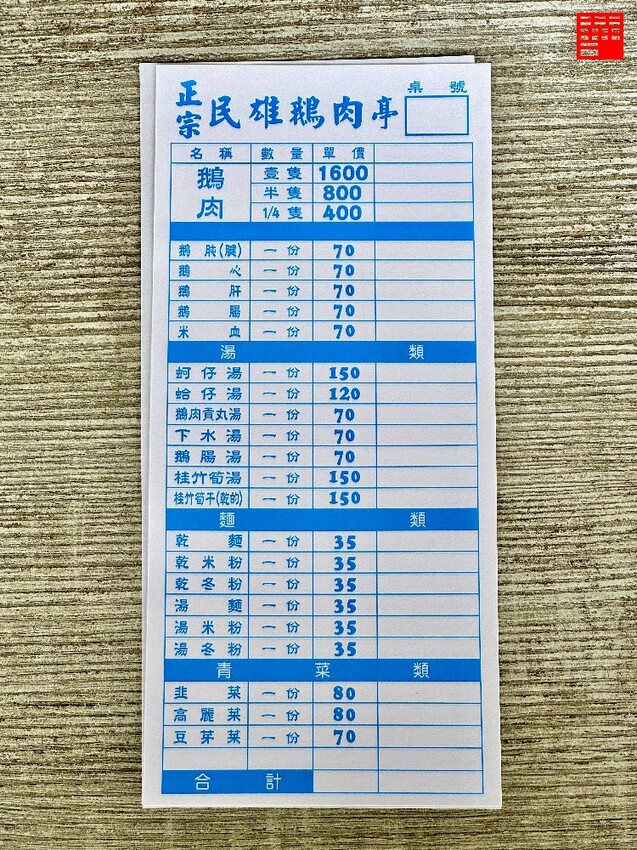 正宗民雄鵝肉亭 桌號
名稱 數量 單價
鵝肉 壹隻 1600
半隻 800
1/4隻 400
鵝胘(腱) 一份 70
鵝心 一份 70
鵝肝 一份 70
鵝腸 一份 70
米血 一份 70
湯類
蚵仔湯 一份 150
蛤仔湯 一份 120
鵝肉貢丸湯 一份 70
下水湯 一份 70
鵝腸湯 一份 70
桂竹筍湯 一份 150
桂竹筍干(乾的) 一份 150
麵類
乾麵 一份 35
乾米粉 一份 35
乾冬粉 一份 35
湯麵 一份 35
湯米粉 一份 35
湯冬粉 一份 35
青菜類
韭菜 一份 80
高麗菜 一份 80
豆芽菜 一份 70
合計